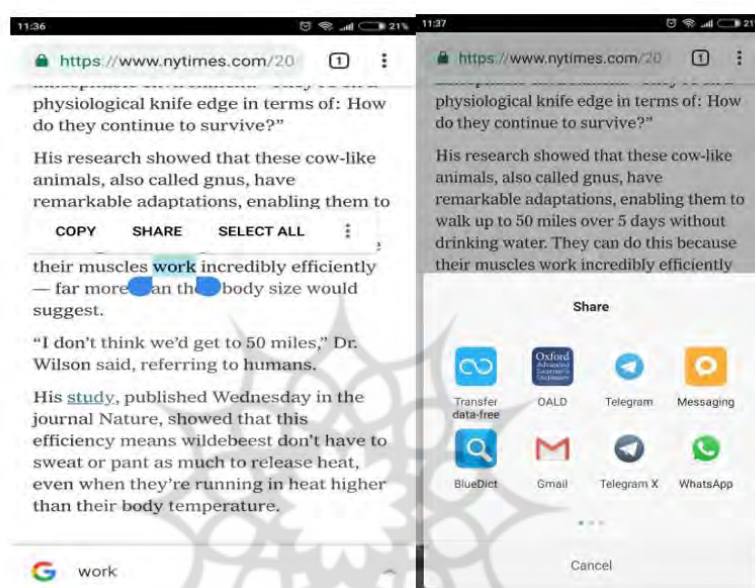 11:36
21%
https://www.nytimes.com/20
1
physiological knife edge in terms of: How
do they continue to survive?”
His research showed that these cow-like
animals, also called gnus, have
remarkable adaptations, enabling them to
COPY SHARE SELECT ALL
their muscles work incredibly efficiently
— far more body size would
suggest.
“I don’t think we’d get to 50 miles,” Dr.
Wilson said, referring to humans.
His study, published Wednesday in the
journal Nature, showed that this
efficiency means wildebeest don’t have to
sweat or pant as much to release heat,
even when they’re running in heat higher
than their body temperature.
G work
11:37
https://www.nytimes.com/20
1
physiological knife edge in terms of: How
do they continue to survive?”
His research showed that these cow-like
animals, also called gnus, have
remarkable adaptations, enabling them to
walk up to 50 miles over 5 days without
drinking water. They can do this because
their muscles work incredibly efficiently
Share
Oxford
Transfer
data-free
OALD
Telegram
Messaging
BlueDict
Gmail
Telegram X
WhatsApp
Cancel